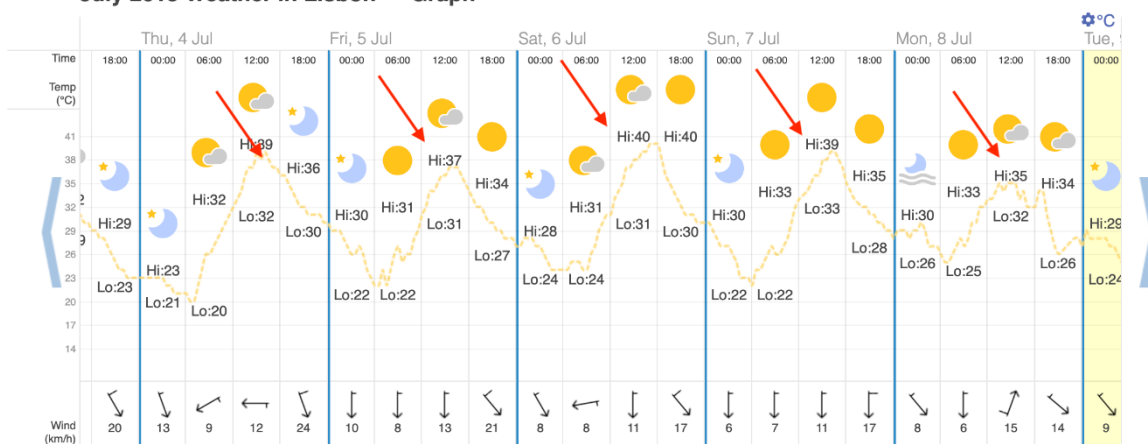 °C
Thu, 4 Jul Fri, 5 Jul Sat, 6 Jul Sun, 7 Jul Mon, 8 Jul Tue,
Time 18:00 00:00 06:00 12:00 18:00 00:00 06:00 12:00 18:00 00:00 06:00 12:00 18:00 00:00 06:00 12:00 18:00 00:00 06:00 12:00 18:00 00:00
Temp
(°C)
41
38
35
32
29
26
23
20
17
14
Hi:29 Hi:23 Hi:32 Hi:39 Hi:36 Hi:30 Hi:31 Hi:37 Hi:34 Hi:28 Hi:31 Hi:40 Hi:40 Hi:30 Hi:33 Hi:39 Hi:35 Hi:30 Hi:33 Hi:35 Hi:34 Hi:29
Lo:23 Lo:21 Lo:20 Lo:32 Lo:30 Lo:22 Lo:22 Lo:31 Lo:27 Lo:24 Lo:24 Lo:31 Lo:30 Lo:22 Lo:22 Lo:33 Lo:28 Lo:26 Lo:25 Lo:32 Lo:26 Lo:24
Wind
(km/h)
20 13 9 12 24 10 8 13 21 8 8 11 17 6 7 11 17 8 6 15 14 9